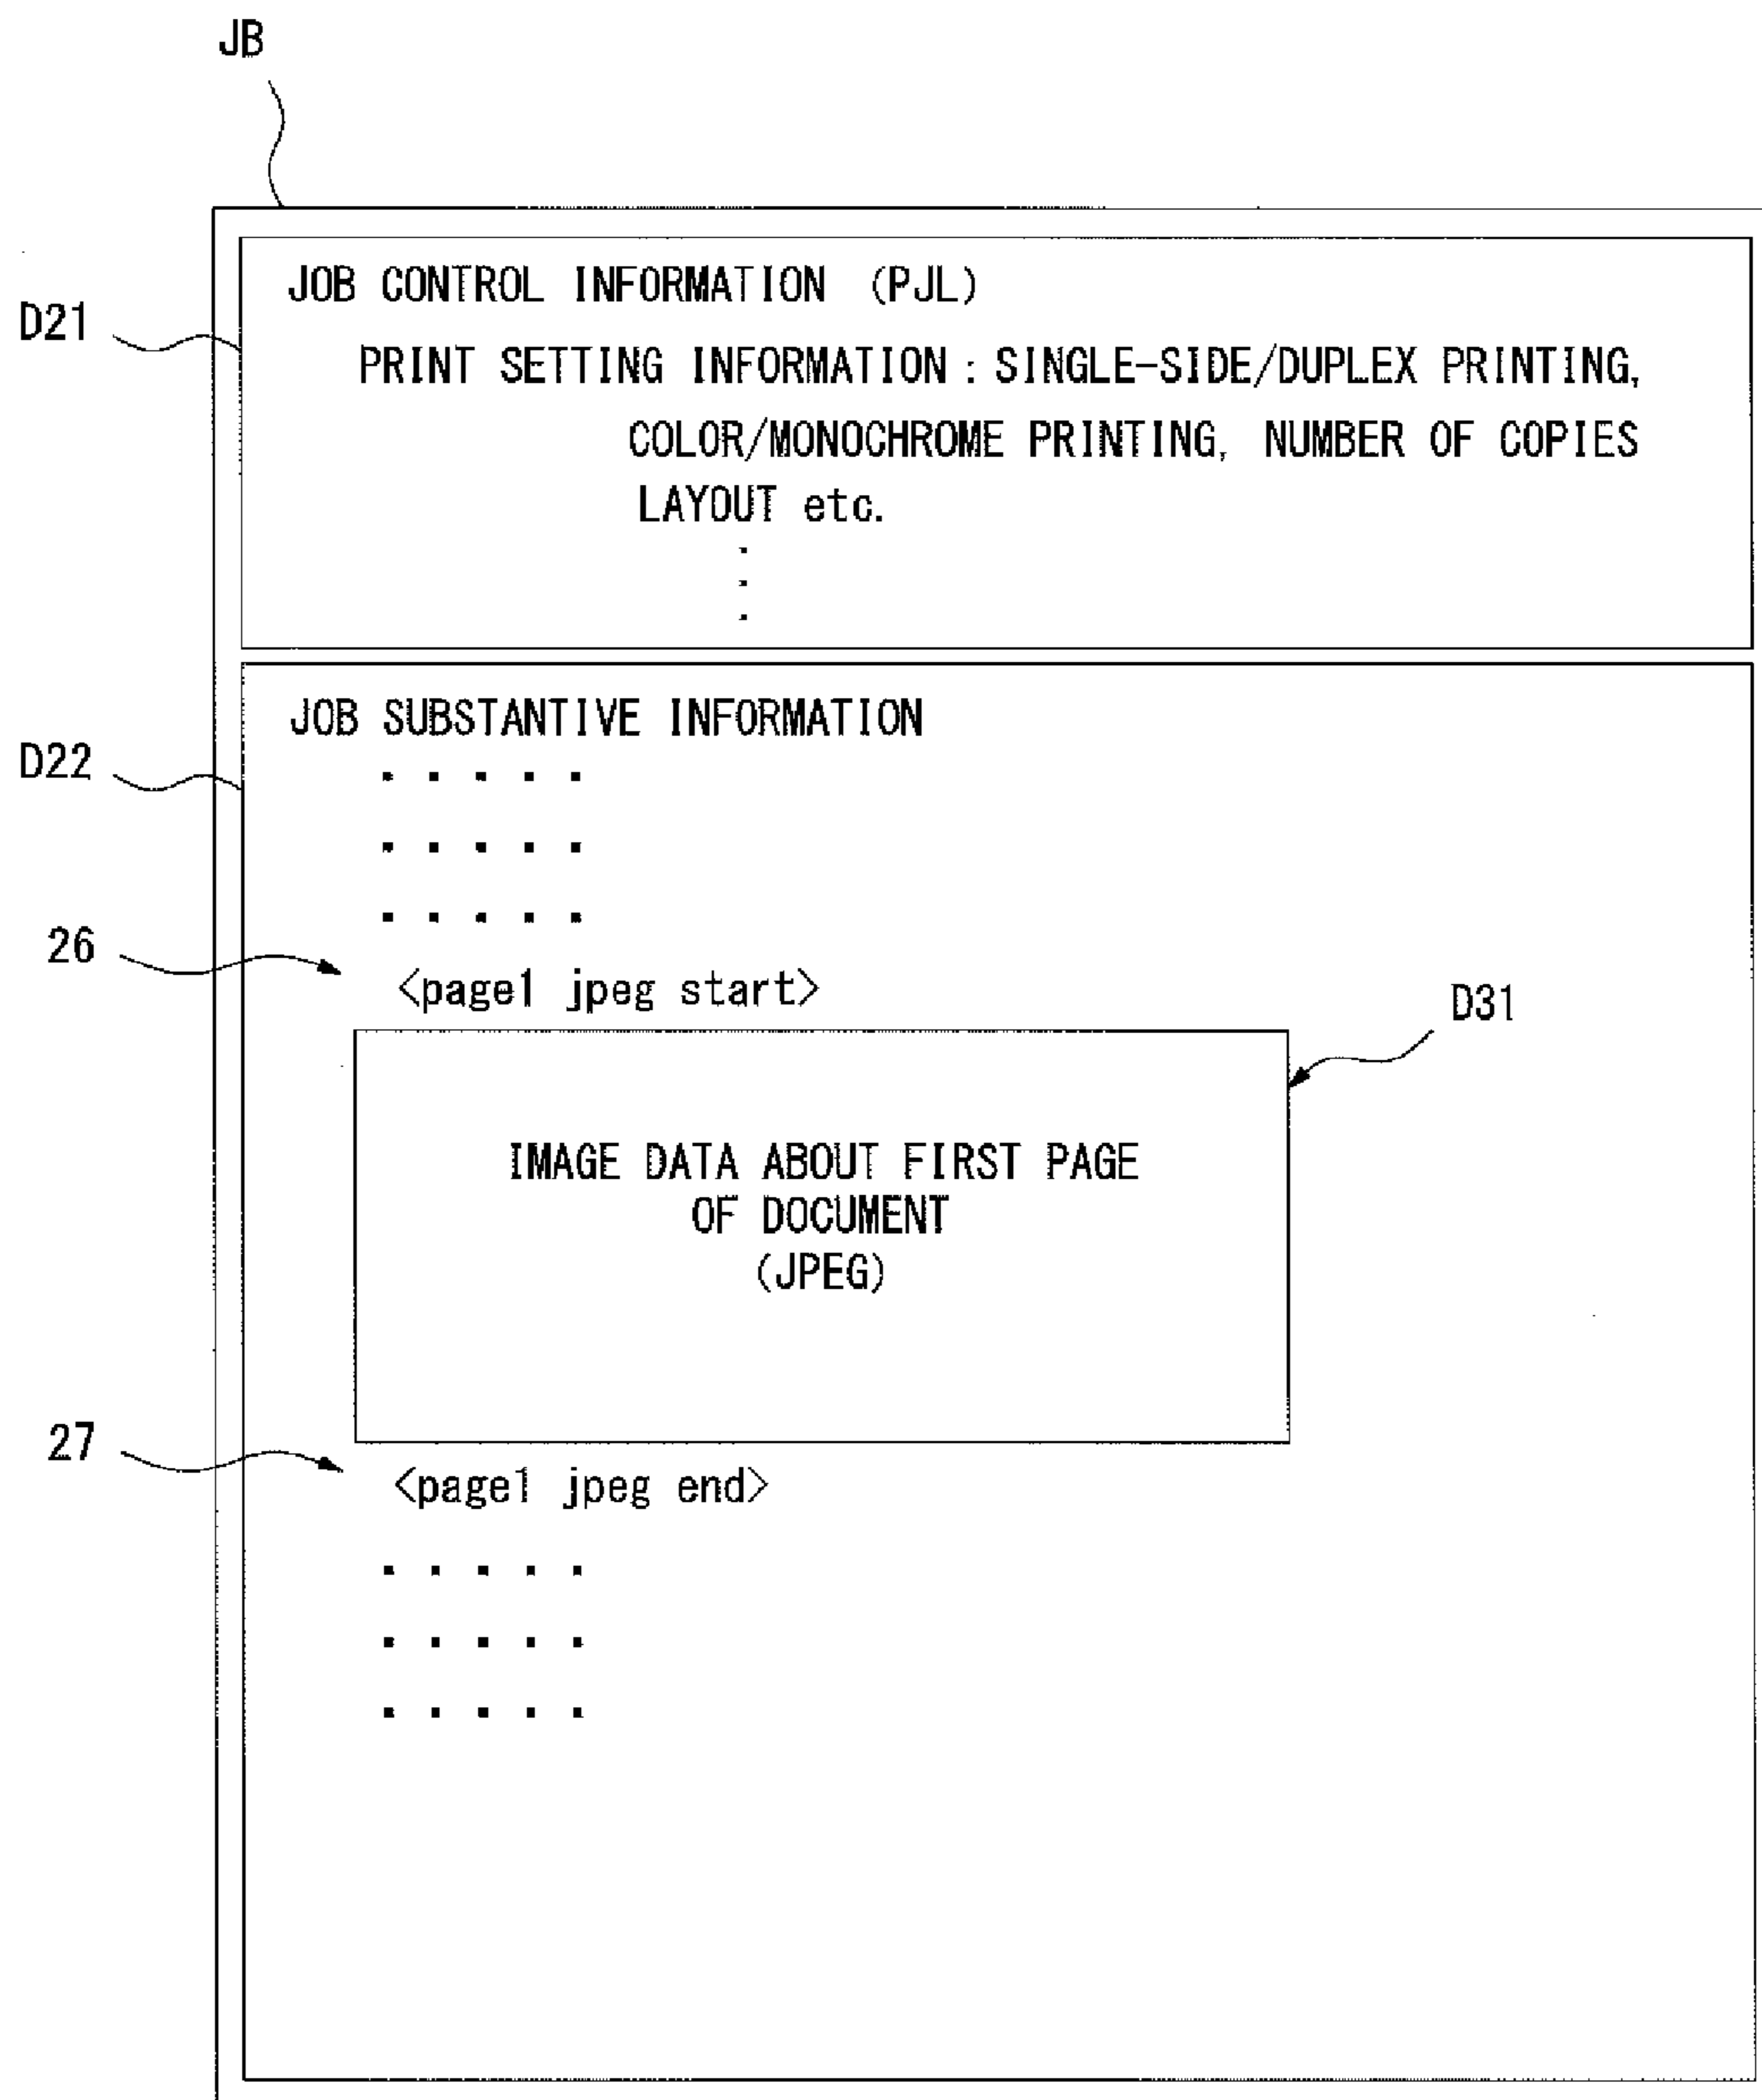 JB
D21
JOB CONTROL INFORMATION (PJL)
PRINT SETTING INFORMATION : SINGLE-SIDE/DUPLEX PRINTING,
COLOR/MONOCHROME PRINTING, NUMBER OF COPIES
LAYOUT etc.
D22
JOB SUBSTANTIVE INFORMATION
26
<page1 jpeg start>
D31
IMAGE DATA ABOUT FIRST PAGE
OF DOCUMENT
(JPEG)
27
<page1 jpeg end>